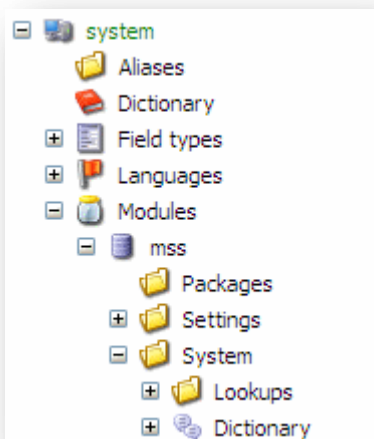 system
Aliases
Dictionary
Field types
Languages
Modules
mss
Packages
Settings
System
Lookups
Dictionary